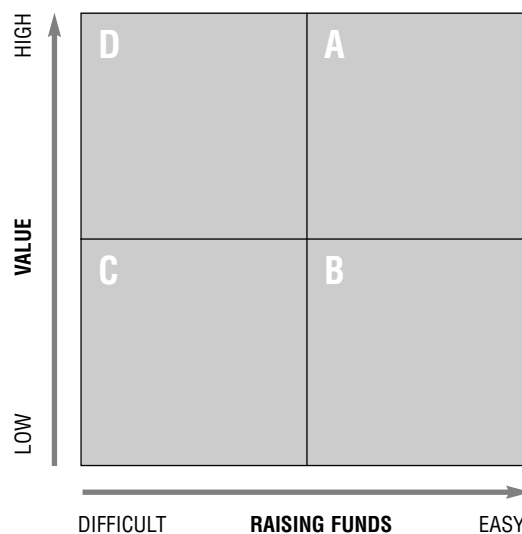 HIGH
D
A
VALUE
C
B
LOW
DIFFICULT RAISING FUNDS EASY